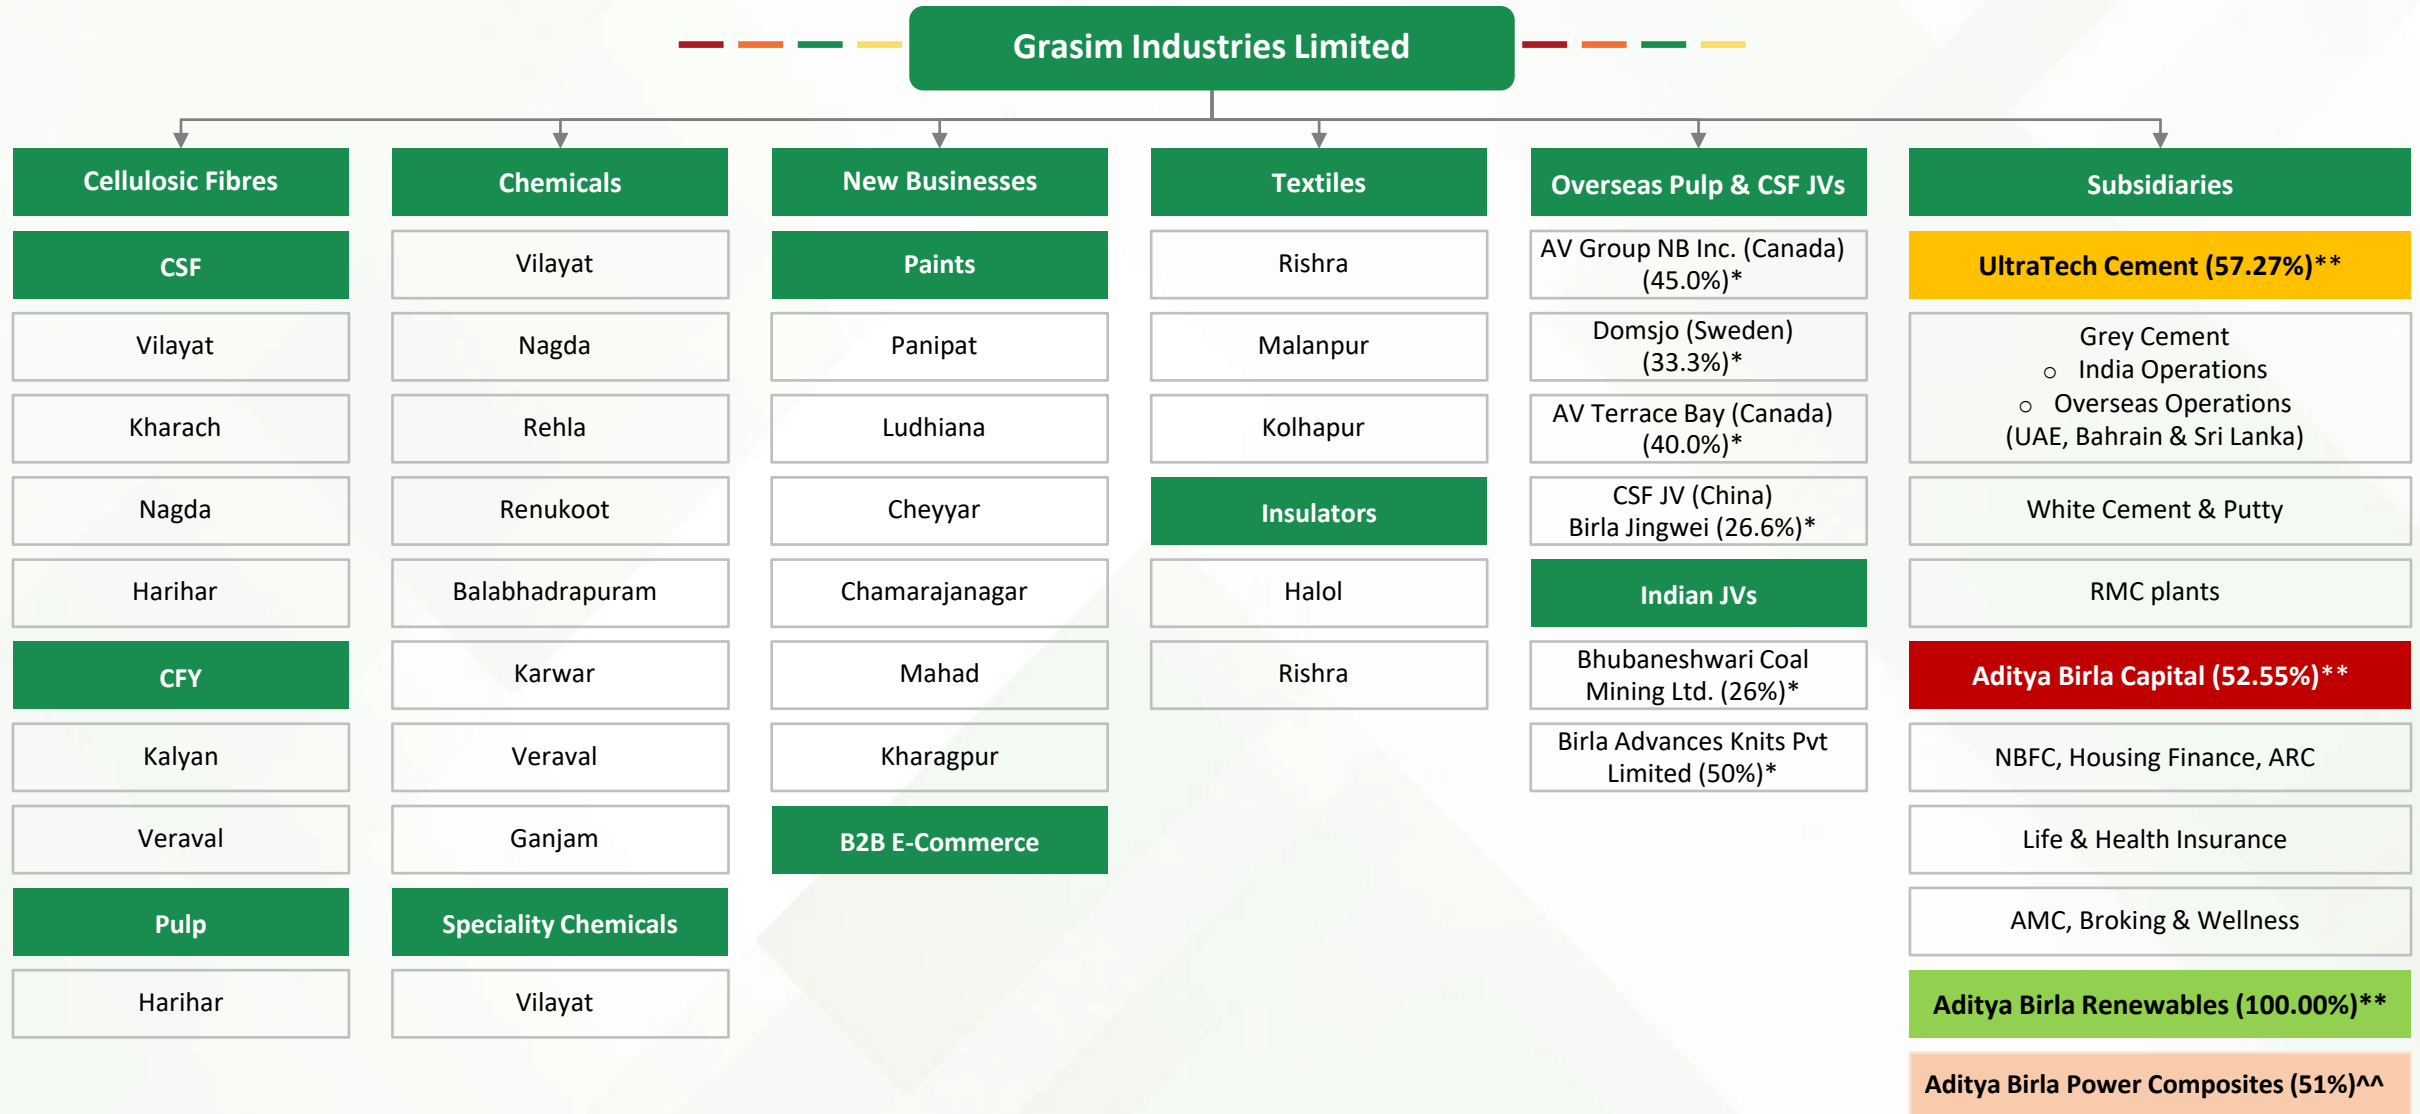 Grasim Industries Limited
Cellulosic Fibres
CSF
Vilayat
Kharach
Nagda
Harihar
CFY
Kalyan
Veraval
Pulp
Harihar
Chemicals
Vilayat
Nagda
Rehla
Renukoot
Balabhadrapuram
Karwar
Veraval
Ganjam
Speciality Chemicals
Vilayat
New Businesses
Paints
Panipat
Ludhiana
Cheyyar
Chamarajanagar
Mahad
Kharagpur
B2B E-Commerce
Textiles
Rishra
Malanpur
Kolhapur
Insulators
Halol
Rishra
Overseas Pulp & CSF JVs
AV Group NB Inc. (Canada)
(45.0%)*
Domsjo (Sweden)
(33.3%)*
AV Terrace Bay (Canada)
(40.0%)*
CSF JV (China)
Birla Jingwei (26.6%)*
Indian JVs
Bhubaneshwari Coal
Mining Ltd. (26%)*
Birla Advances Knits Pvt
Limited (50%)*
Subsidiaries
UltraTech Cement (57.27%)**
Grey Cement
o India Operations
o Overseas Operations
(UAE, Bahrain & Sri Lanka)
White Cement & Putty
RMC plants
Aditya Birla Capital (52.55%)**
NBFC, Housing Finance, ARC
Life & Health Insurance
AMC, Broking & Wellness
Aditya Birla Renewables (100.00%)**
Aditya Birla Power Composites (51%)^^